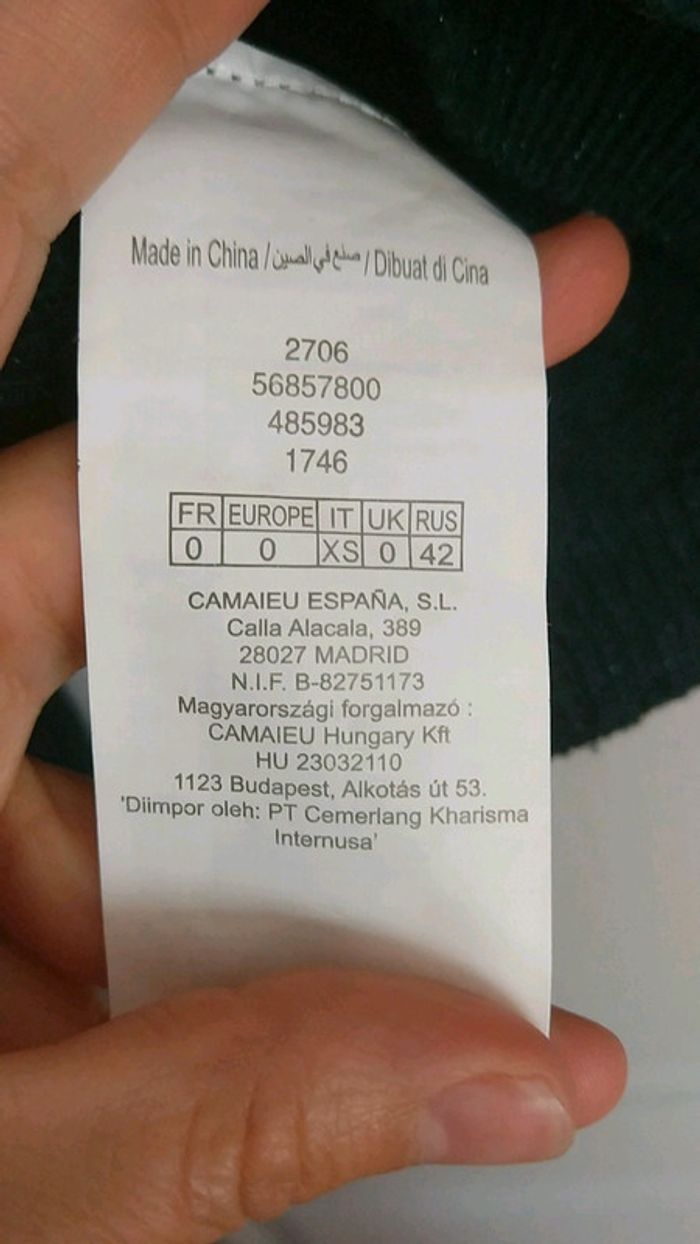 Made in China / صنع في الصين / Dibuat di Cina
2706
56857800
485983
1746
FR EUROPE IT UK RUS
0 0 XS 0 42
CAMAIEU ESPAÑA, S.L.
Calla Alacala, 389
28027 MADRID
N.I.F. B-82751173
Magyarországi forgalmazó :
CAMAIEU Hungary Kft
HU 23032110
1123 Budapest, Alkotás út 53.
'Diimpor oleh: PT Cemerlang Kharisma
Internusa'